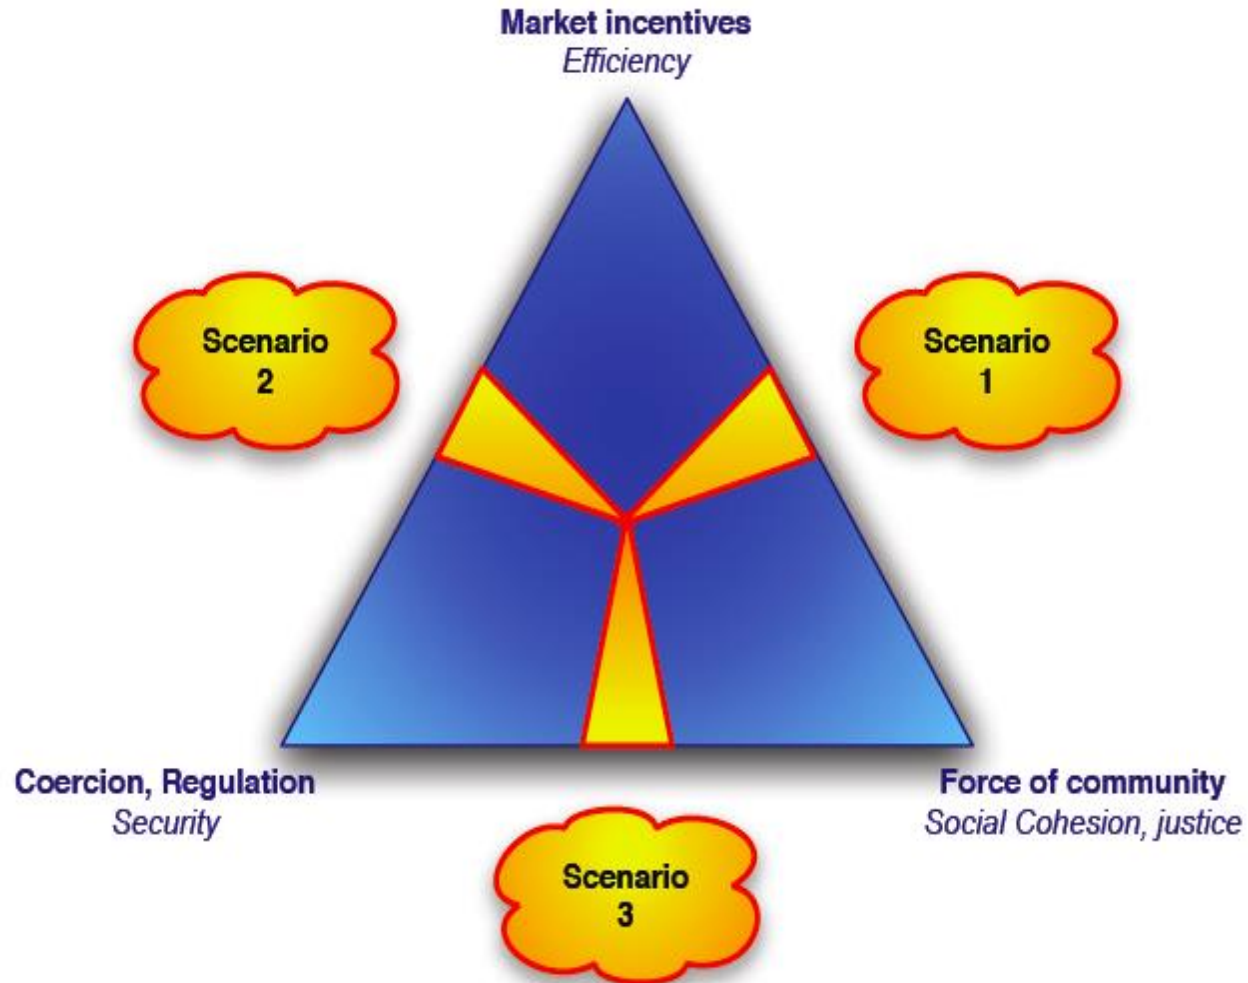 Market incentives
Efficiency
Scenario
2
Scenario
1
Coercion, Regulation
Security
Force of community
Social Cohesion, justice
Scenario
3